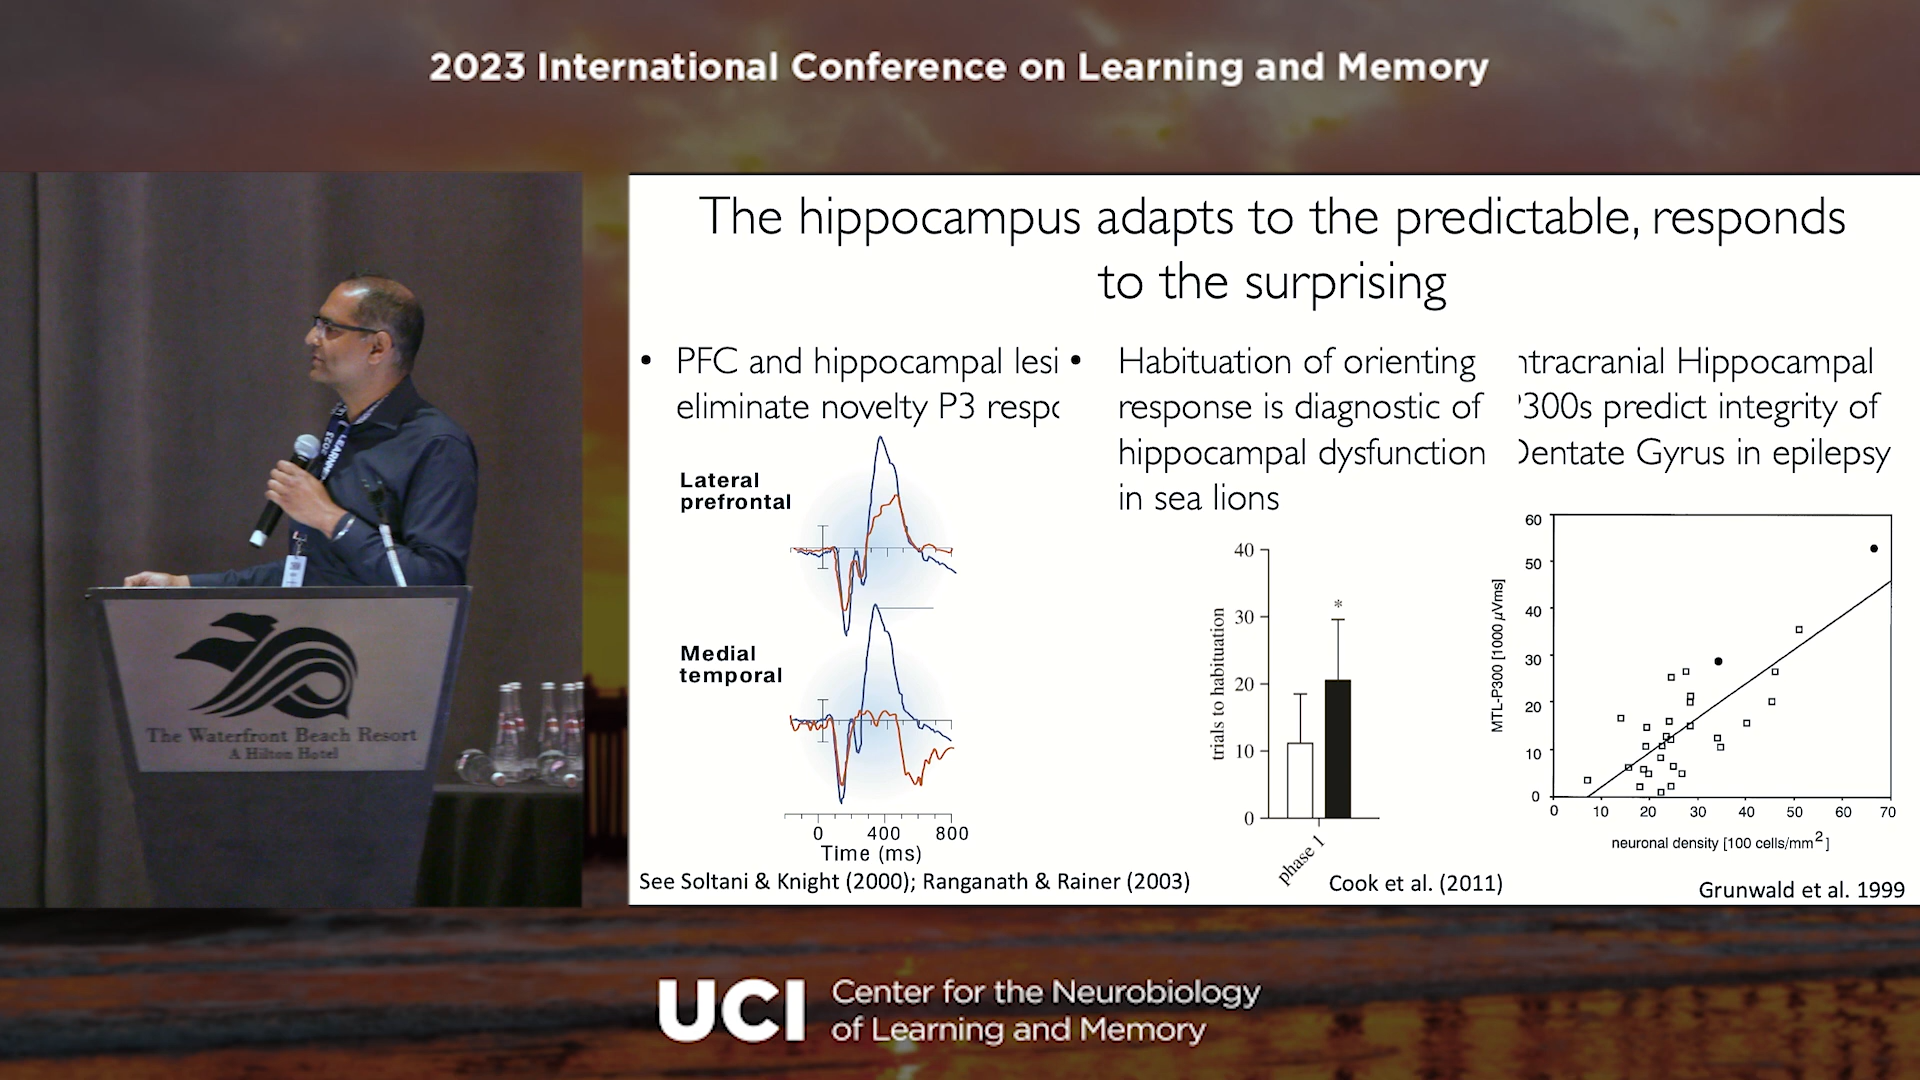 2023 International Conference on Learning and Memory
The hippocampus adapts to the predictable, responds
to the surprising
• PFC and hippocampal lesi
eliminate novelty P3 resp
Lateral
prefrontal
Medial
temporal
0 400 800
Time (ms)
See Soltani & Knight (2000); Ranganath & Rainer (2003)
• Habituation of orienting
response is diagnostic of
hippocampal dysfunction
in sea lions
40
30
20
10
0
trials to habituation
*
phase 1
Cook et al. (2011)
ntracranial Hippocampal
P300s predict integrity of
Dentate Gyrus in epilepsy
60
50
40
30
20
10
0
MTL-P300 [1000 µVms]
0 10 20 30 40 50 60 70
neuronal density [100 cells/mm2]
Grunwald et al. 1999
LEARN
2023
The Waterfront Beach Resort
A Hilton Hotel
UCI Center for the Neurobiology
of Learning and Memory